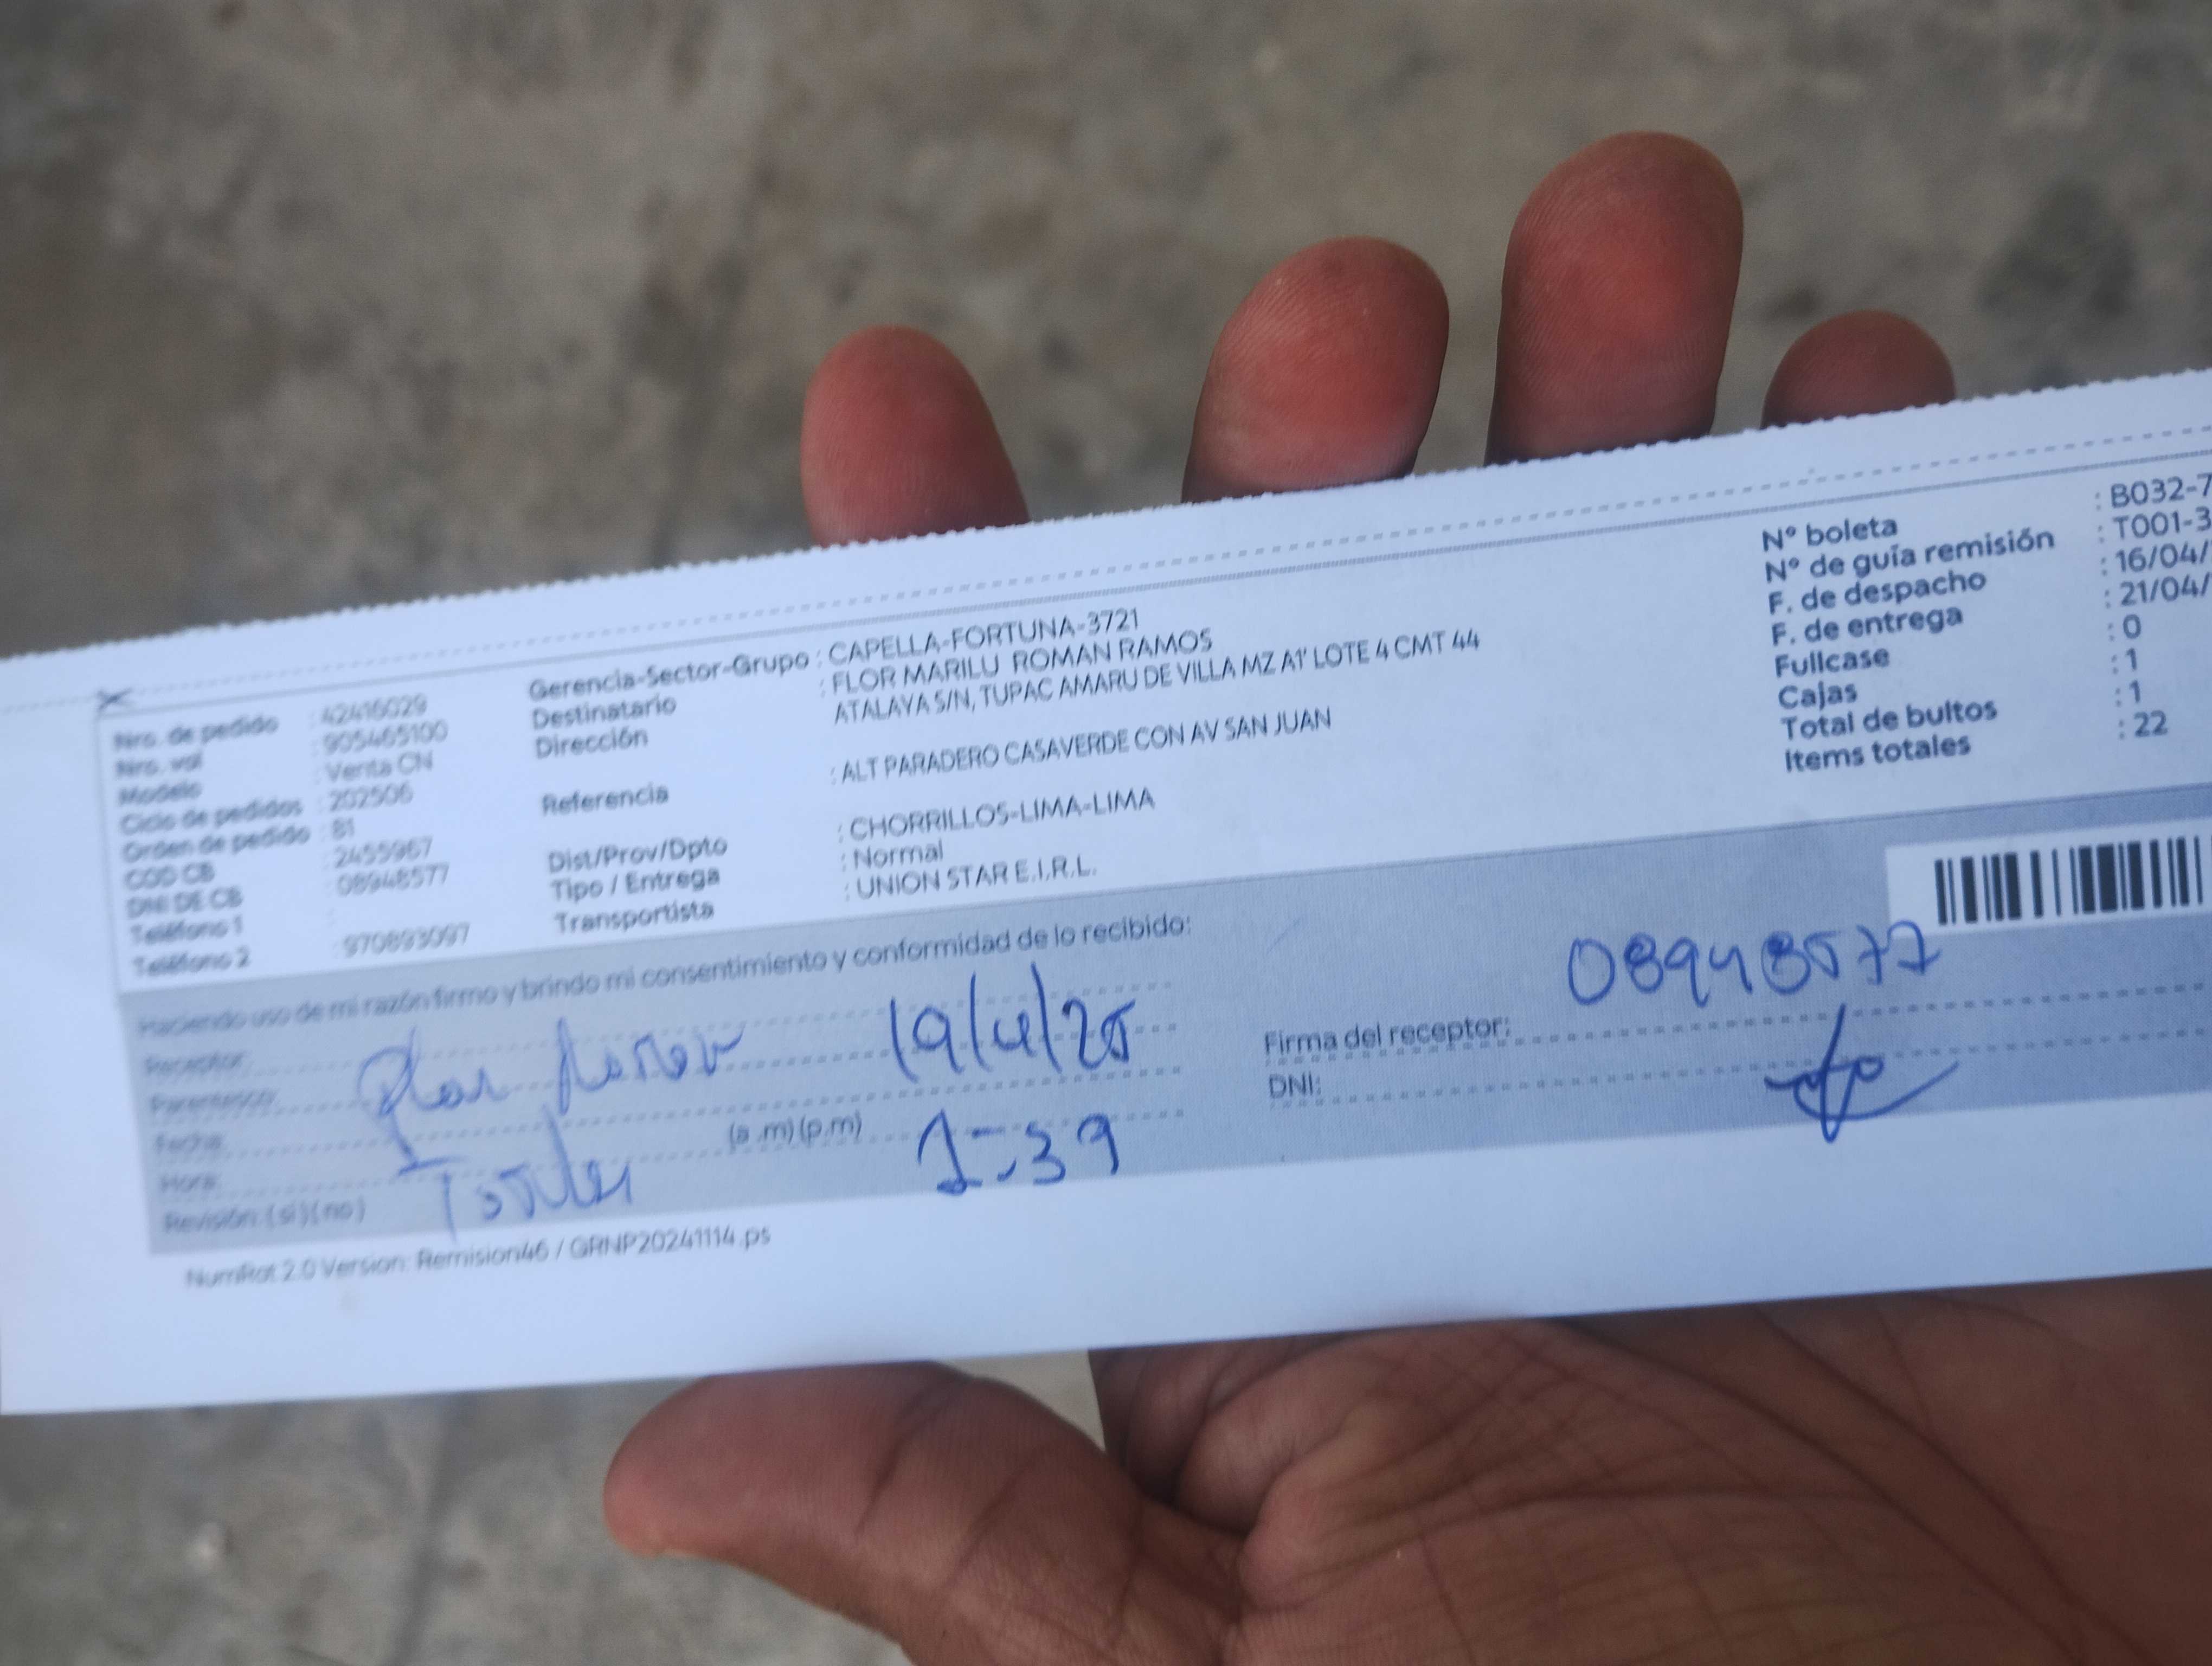 Nro. de pedido : 42416029
Nro. val : 905465100
Modelo : Venta CN
Ciclo de pedidos : 202506
Orden de pedido : 81
COD CB : 2455967
DNI DE CB : 08948577
Teléfono 1 :
Teléfono 2 : 970893097
Gerencia-Sector-Grupo : CAPELLA-FORTUNA-3721
Destinatario : FLOR MARILU ROMAN RAMOS
Dirección ATALAYA S/N, TUPAC AMARU DE VILLA MZ A1' LOTE 4 CMT 44
Referencia : ALT PARADERO CASAVERDE CON AV SAN JUAN
Dist/Prov/Dpto : CHORRILLOS-LIMA-LIMA
Tipo / Entrega : Normal
Transportista : UNION STAR E.I.R.L.
N° boleta : B032-7
N° de guía remisión : T001-3
F. de despacho : 16/04/
F. de entrega : 21/04/
Fullcase : 0
Cajas : 1
Total de bultos : 1
Items totales : 22
Haciendo uso de mi razón firmo y brindo mi consentimiento y conformidad de lo recibido:
Receptor:
Parentesco:
Fecha: 19/4/25
Hora: (a .m) (p.m) 1:39
Revisión: ( si ) ( no )
Firma del receptor: 08948577
DNI:
NumRot 2.0 Version: Remision46 / GRNP20241114.ps